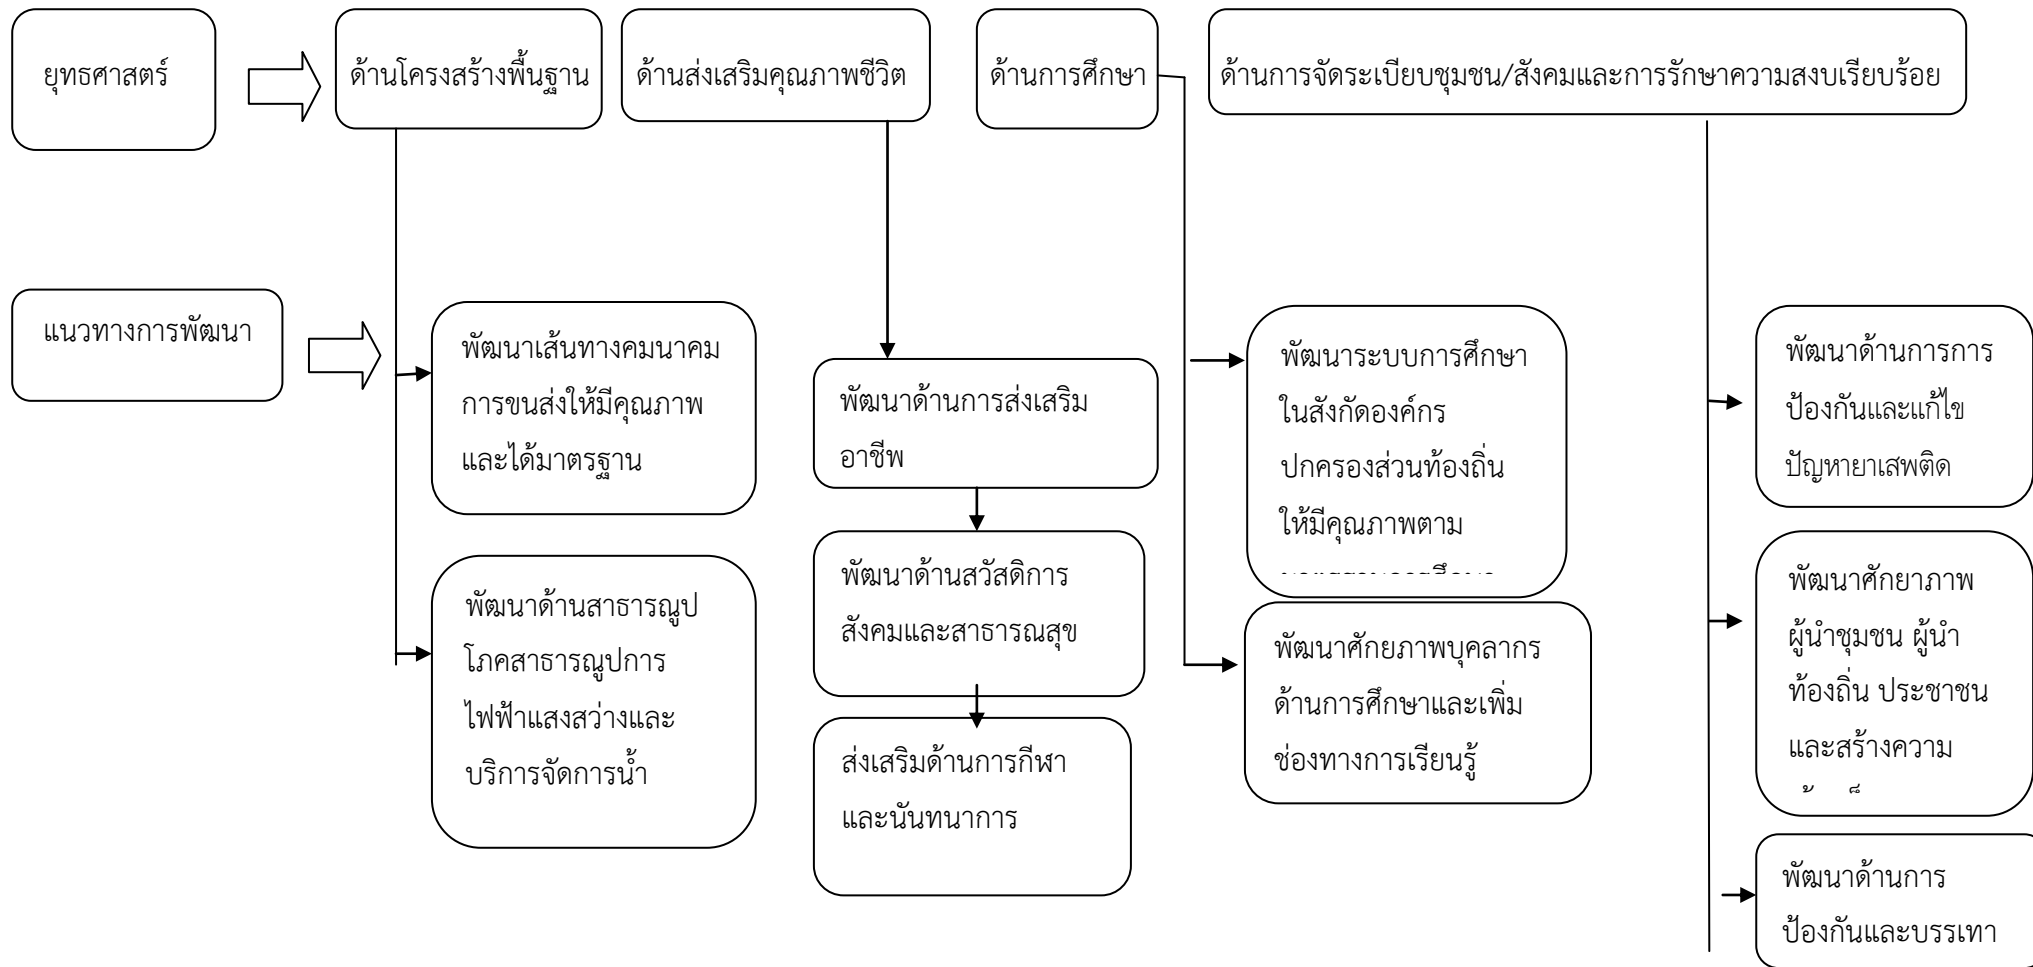 ยุทธศาสตร์
ด้านโครงสร้างพื้นฐาน
ด้านส่งเสริมคุณภาพชีวิต
ด้านการศึกษา
ด้านการจัดระเบียบชุมชน/สังคมและการรักษาความสงบเรียบร้อย
แนวทางการพัฒนา
พัฒนาเส้นทางคมนาคม
การขนส่งให้มีคุณภาพ
และได้มาตรฐาน
พัฒนาด้านสาธารณูป
โภคสาธารณูปการ
ไฟฟ้าแสงสว่างและ
บริการจัดการน้ำ
พัฒนาด้านการส่งเสริม
อาชีพ
พัฒนาด้านสวัสดิการ
สังคมและสาธารณสุข
ส่งเสริมด้านการกีฬา
และนันทนาการ
พัฒนาระบบการศึกษา
ในสังกัดองค์กร
ปกครองส่วนท้องถิ่น
ให้มีคุณภาพตาม
พัฒนาศักยภาพบุคลากร
ด้านการศึกษาและเพิ่ม
ช่องทางการเรียนรู้
พัฒนาด้านการการ
ป้องกันและแก้ไข
ปัญหายาเสพติด
พัฒนาศักยาภาพ
ผู้นำชุมชน ผู้นำ
ท้องถิ่น ประชาชน
และสร้างความ
พัฒนาด้านการ
ป้องกันและบรรเทา